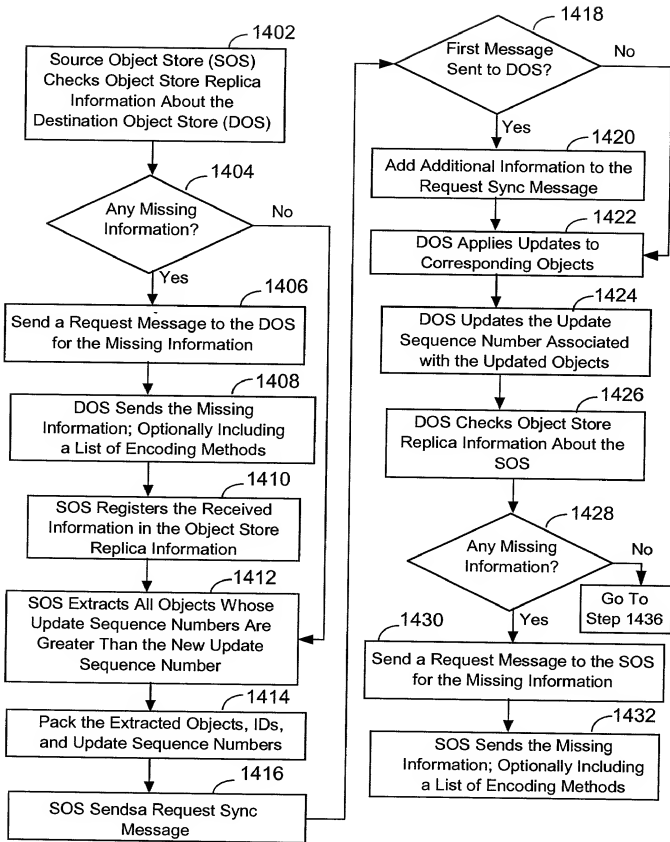 1402
Source Object Store (SOS)
Checks Object Store Replica
Information About the
Destination Object Store (DOS)
1404
Any Missing
Information?
No
Yes
1406
Send a Request Message to the DOS
for the Missing Information
1408
DOS Sends the Missing
Information; Optionally Including
a List of Encoding Methods
1410
SOS Registers the Received
Information in the Object Store
Replica Information
1412
SOS Extracts All Objects Whose
Update Sequence Numbers Are
Greater Than the New Update
Sequence Number
1414
Pack the Extracted Objects, IDs,
and Update Sequence Numbers
1416
SOS Sendsa Request Sync
Message
1418
First Message
Sent to DOS?
No
Yes
1420
Add Additional Information to the
Request Sync Message
1422
DOS Applies Updates to
Corresponding Objects
1424
DOS Updates the Update
Sequence Number Associated
with the Updated Objects
1426
DOS Checks Object Store
Replica Information About the
SOS
1428
Any Missing
Information?
No
Go To
Step 1436
Yes
1430
Send a Request Message to the SOS
for the Missing Information
1432
SOS Sends the Missing
Information; Optionally Including
a List of Encoding Methods